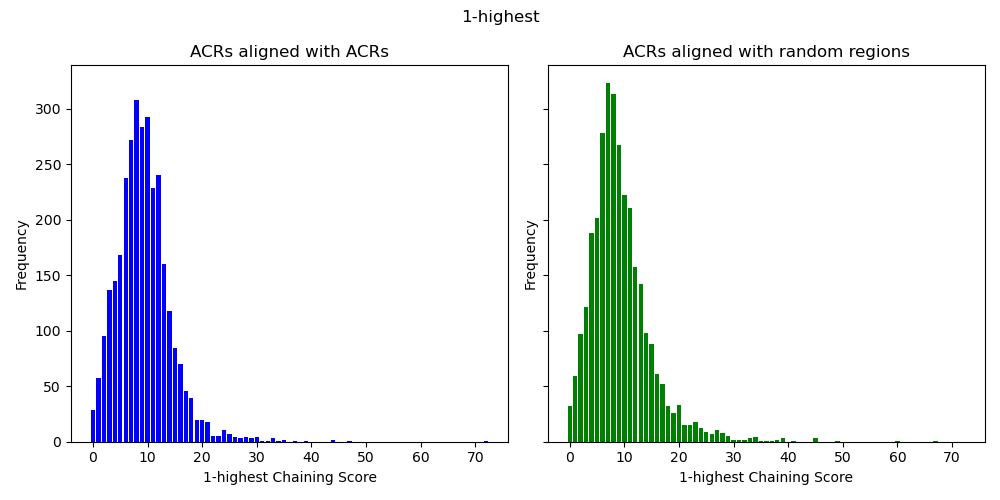 1-highest
ACRs aligned with ACRs
ACRs aligned with random regions
Frequency
300
250
200
150
100
50
0
0 10 20 30 40 50 60 70
1-highest Chaining Score
Frequency
0 10 20 30 40 50 60 70
1-highest Chaining Score